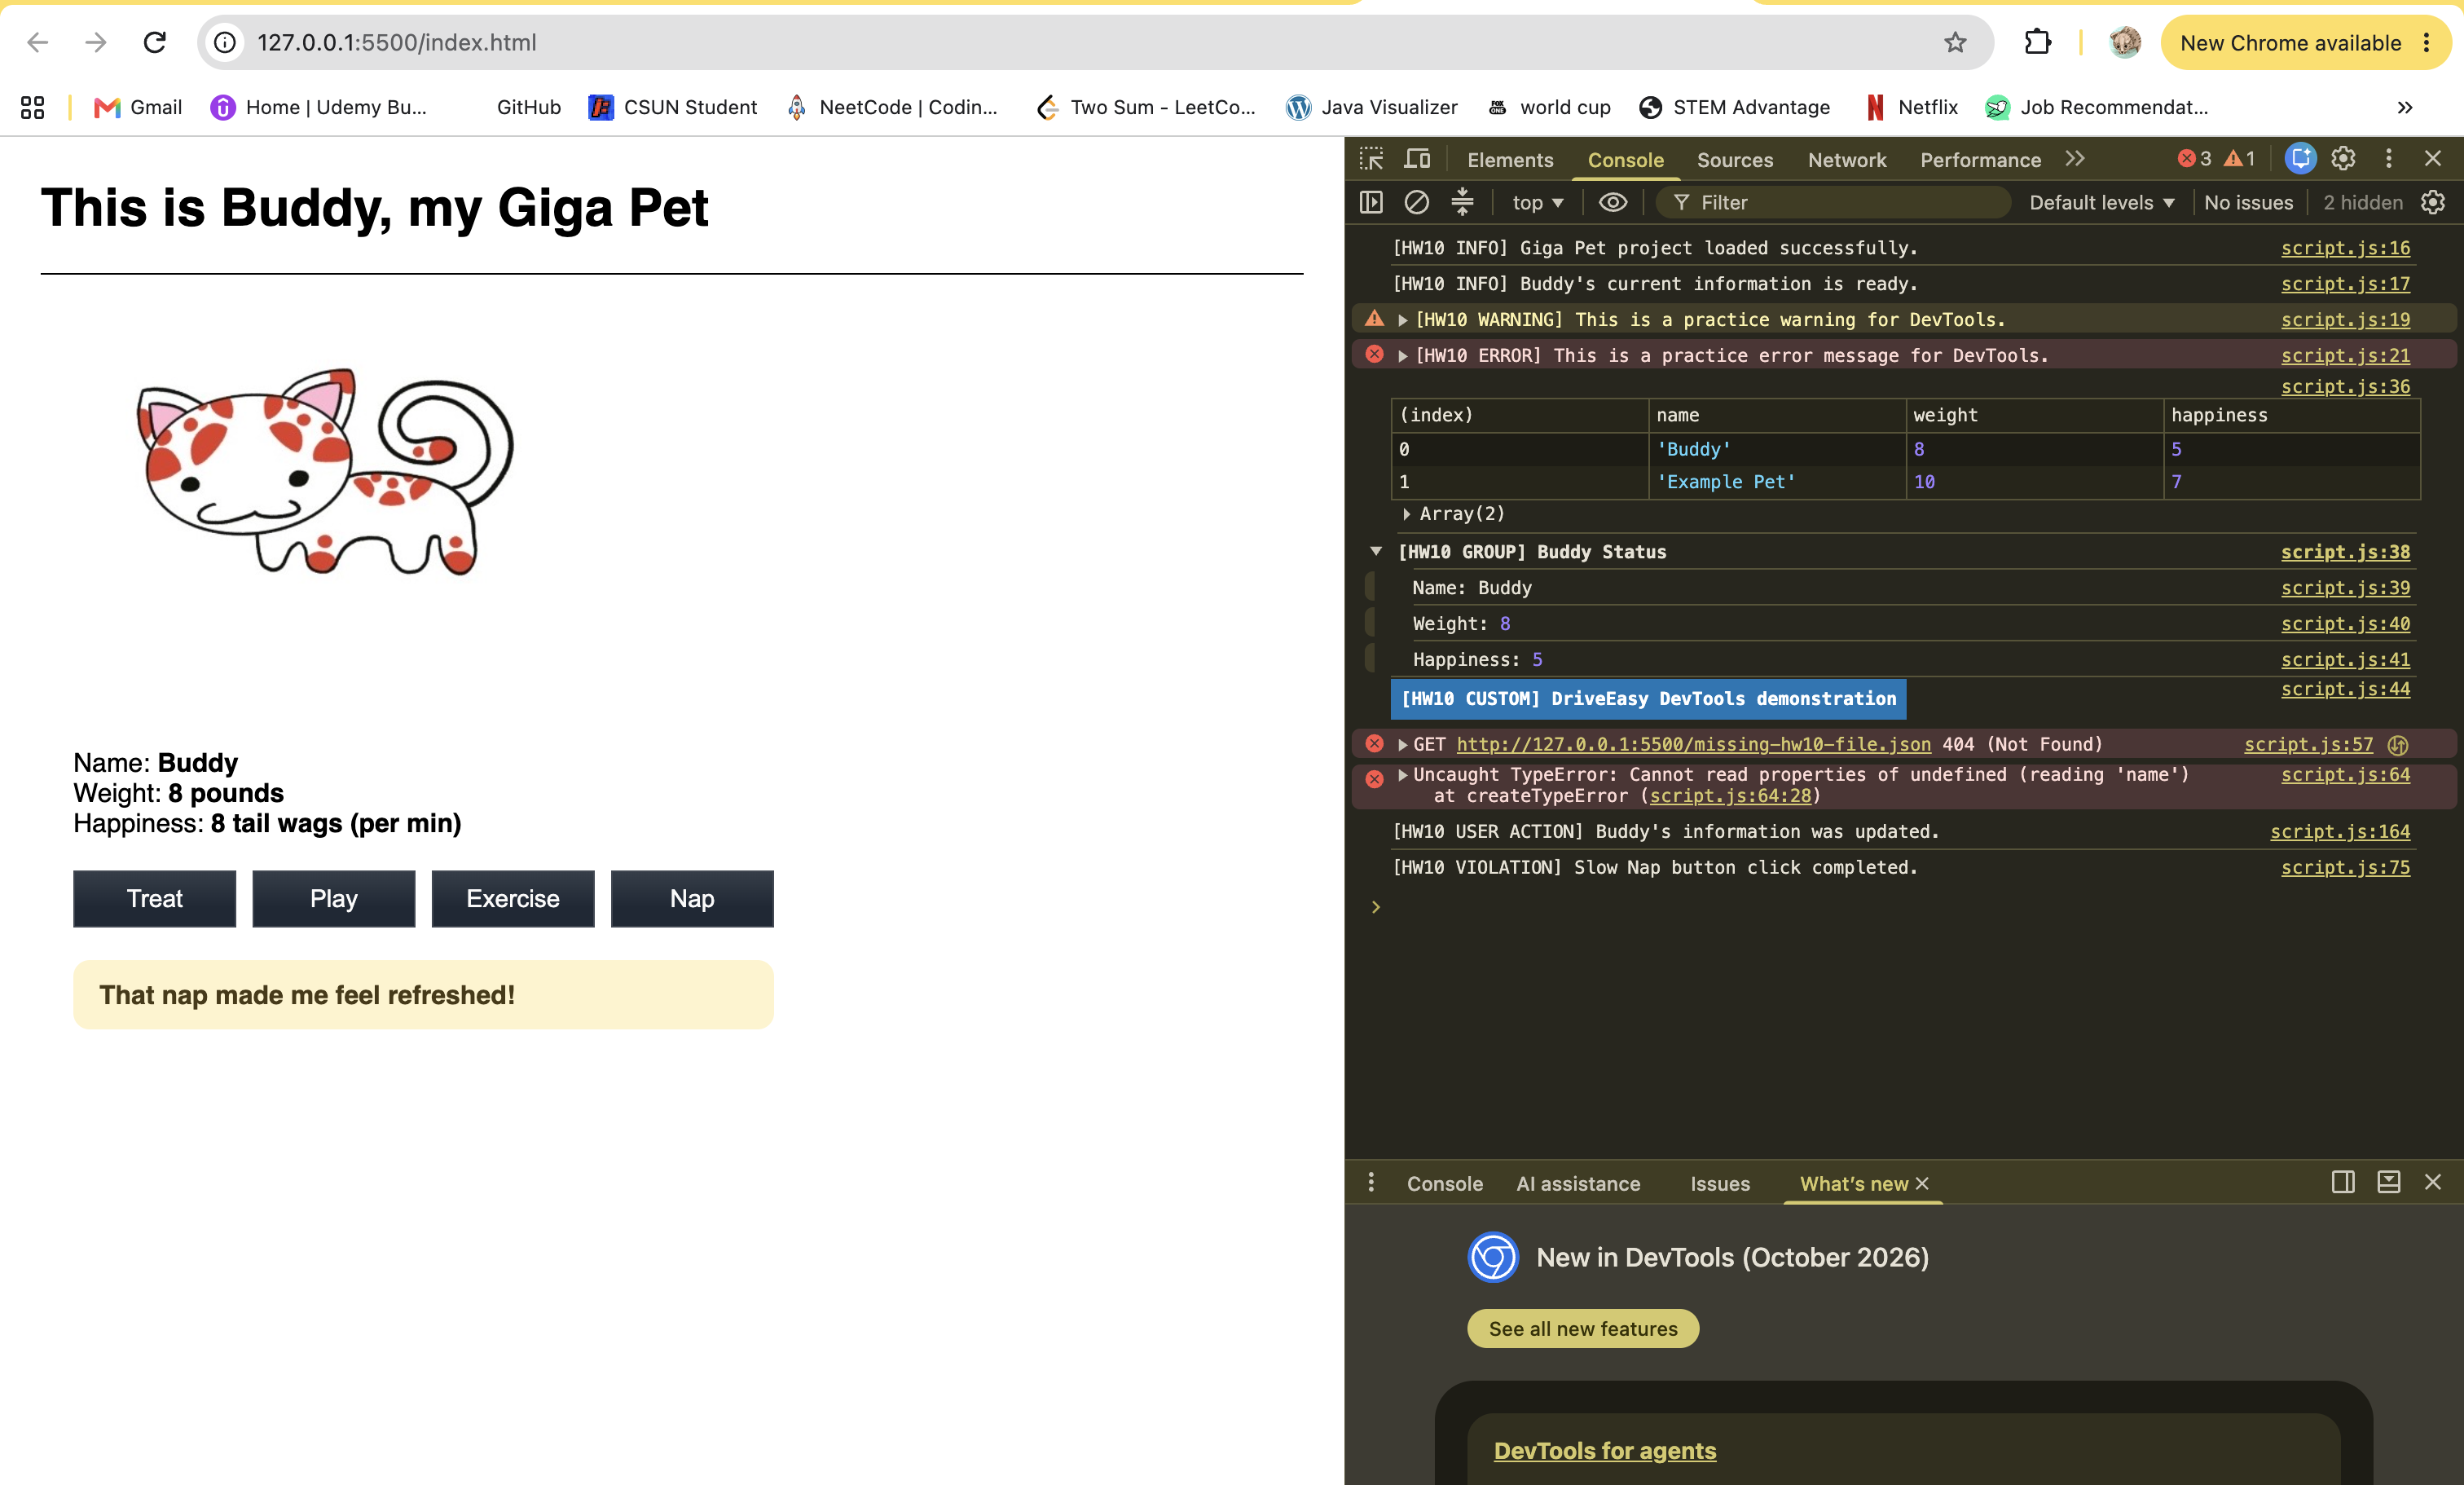 127.0.0.1:5500/index.html
New Chrome available
Gmail
Home | Udemy Bu...
GitHub
CSUN Student
NeetCode | Codin...
Two Sum - LeetCo...
Java Visualizer
world cup
STEM Advantage
Netflix
Job Recommendat...
This is Buddy, my Giga Pet
Name: Buddy
Weight: 8 pounds
Happiness: 8 tail wags (per min)
Treat
Play
Exercise
Nap
That nap made me feel refreshed!
Elements
Console
Sources
Network
Performance
3
1
top
Filter
Default levels
No issues
2 hidden
[HW10 INFO] Giga Pet project loaded successfully. script.js:16
[HW10 INFO] Buddy's current information is ready. script.js:17
[HW10 WARNING] This is a practice warning for DevTools. script.js:19
[HW10 ERROR] This is a practice error message for DevTools. script.js:21
script.js:36
(index) name weight happiness
0 'Buddy' 8 5
1 'Example Pet' 10 7
Array(2)
[HW10 GROUP] Buddy Status script.js:38
Name: Buddy script.js:39
Weight: 8 script.js:40
Happiness: 5 script.js:41
[HW10 CUSTOM] DriveEasy DevTools demonstration script.js:44
GET http://127.0.0.1:5500/missing-hw10-file.json 404 (Not Found) script.js:57
Uncaught TypeError: Cannot read properties of undefined (reading 'name') script.js:64
at createTypeError (script.js:64:28)
[HW10 USER ACTION] Buddy's information was updated. script.js:164
[HW10 VIOLATION] Slow Nap button click completed. script.js:75
Console
AI assistance
Issues
What's new
New in DevTools (October 2026)
See all new features
DevTools for agents